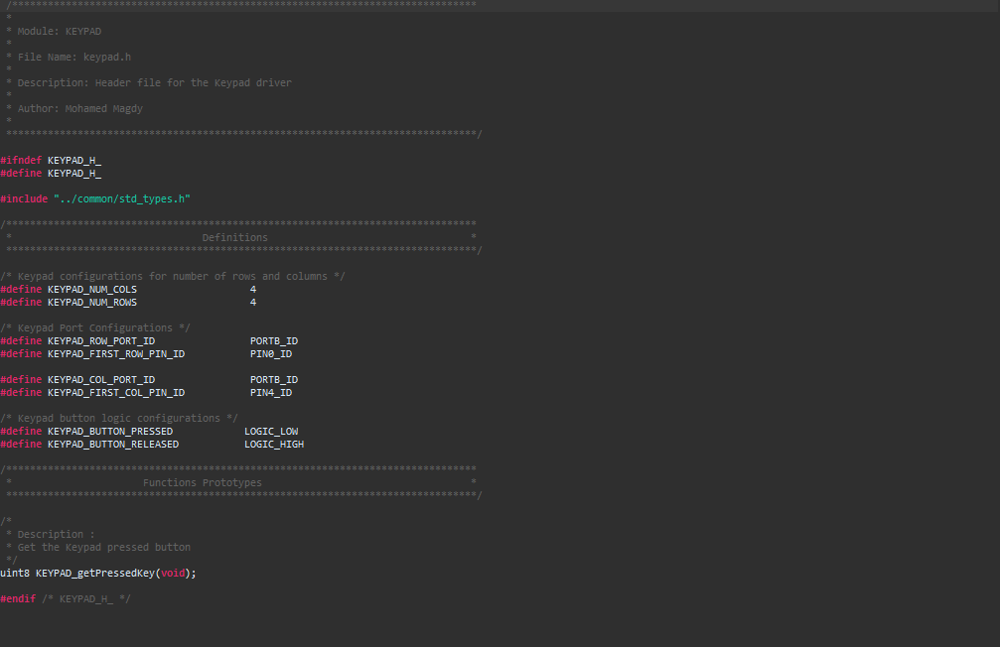 /******************************************************************************
 *
 * Module: KEYPAD
 *
 * File Name: keypad.h
 *
 * Description: Header file for the Keypad driver
 *
 * Author: Mohamed Magdy
 *
 *******************************************************************************/
#ifndef KEYPAD_H_
#define KEYPAD_H_
#include "../common/std_types.h"
/*******************************************************************************
 *                                Definitions                                  *
 *******************************************************************************/
/* Keypad configurations for number of rows and columns */
#define KEYPAD_NUM_COLS                   4
#define KEYPAD_NUM_ROWS                   4
/* Keypad Port Configurations */
#define KEYPAD_ROW_PORT_ID                PORTB_ID
#define KEYPAD_FIRST_ROW_PIN_ID           PIN0_ID
#define KEYPAD_COL_PORT_ID                PORTB_ID
#define KEYPAD_FIRST_COL_PIN_ID           PIN4_ID
/* Keypad button logic configurations */
#define KEYPAD_BUTTON_PRESSED            LOGIC_LOW
#define KEYPAD_BUTTON_RELEASED           LOGIC_HIGH
/*******************************************************************************
 *                      Functions Prototypes                                   *
 *******************************************************************************/
/*
 * Description :
 * Get the Keypad pressed button
 */
uint8 KEYPAD_getPressedKey(void);
#endif /* KEYPAD_H_ */